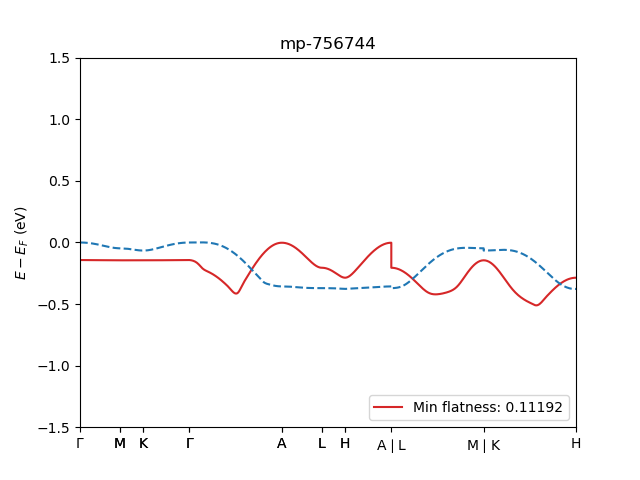 mp-756744
E − E_F (eV)
1.5
1.0
0.5
0.0
−0.5
−1.0
−1.5
Min flatness: 0.11192
Γ M K Γ A L H A | L M | K H